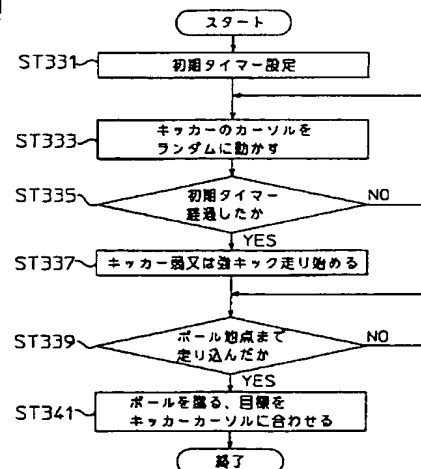 スタート
ST331
初期タイマー設定
ST333
キッカーのカーソルを
ランダムに動かす
ST335
初期タイマー
経過したか
NO
YES
ST337
キッカー弱又は強キック走り始める
ST339
ボール地点まで
走り込んだか
NO
YES
ST341
ボールを蹴る、目標を
キッカーカーソルに合わせる
終了